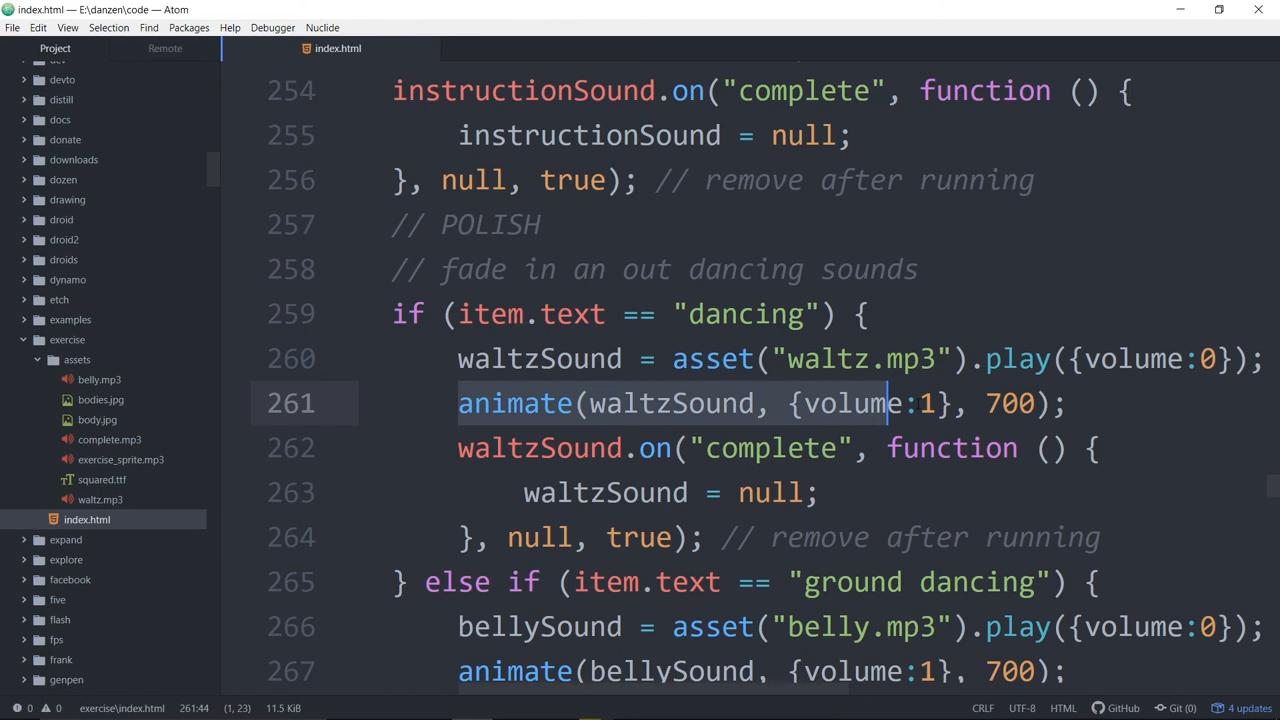 index.html — E:\danzen\code — Atom
File Edit View Selection Find Packages Help Debugger Nuclide
Project Remote index.html
dev
devto
distill
docs
donate
downloads
dozen
drawing
droid
droid2
droids
dynamo
etch
examples
exercise
assets
belly.mp3
bodies.jpg
body.jpg
complete.mp3
exercise_sprite.mp3
squared.ttf
waltz.mp3
index.html
expand
explore
facebook
five
flash
fps
frank
genpen
254 instructionSound.on("complete", function () {
255 instructionSound = null;
256 }, null, true); // remove after running
257 // POLISH
258 // fade in an out dancing sounds
259 if (item.text == "dancing") {
260 waltzSound = asset("waltz.mp3").play({volume:0});
261 animate(waltzSound, {volume:1}, 700);
262 waltzSound.on("complete", function () {
263 waltzSound = null;
264 }, null, true); // remove after running
265 } else if (item.text == "ground dancing") {
266 bellySound = asset("belly.mp3").play({volume:0});
267 animate(bellySound, {volume:1}, 700);
0 0 exercise\index.html 261:44 (1, 23) 11.5 KiB CRLF UTF-8 HTML GitHub Git (0) 4 updates